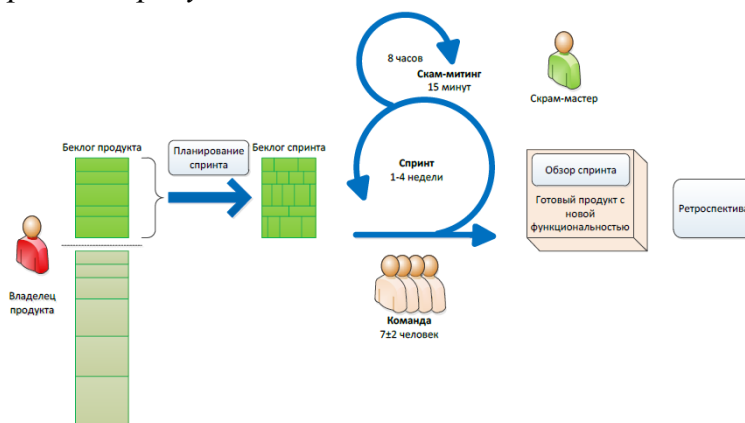 8 часов
Скам-митинг
15 минут
Скрам-мастер
Беклог продукта
Планирование
спринта
Беклог спринта
Спринт
1-4 недели
Обзор спринта
Готовый продукт с
новой
функциональностью
Ретроспектива
Владелец
продукта
Команда
7±2 человек